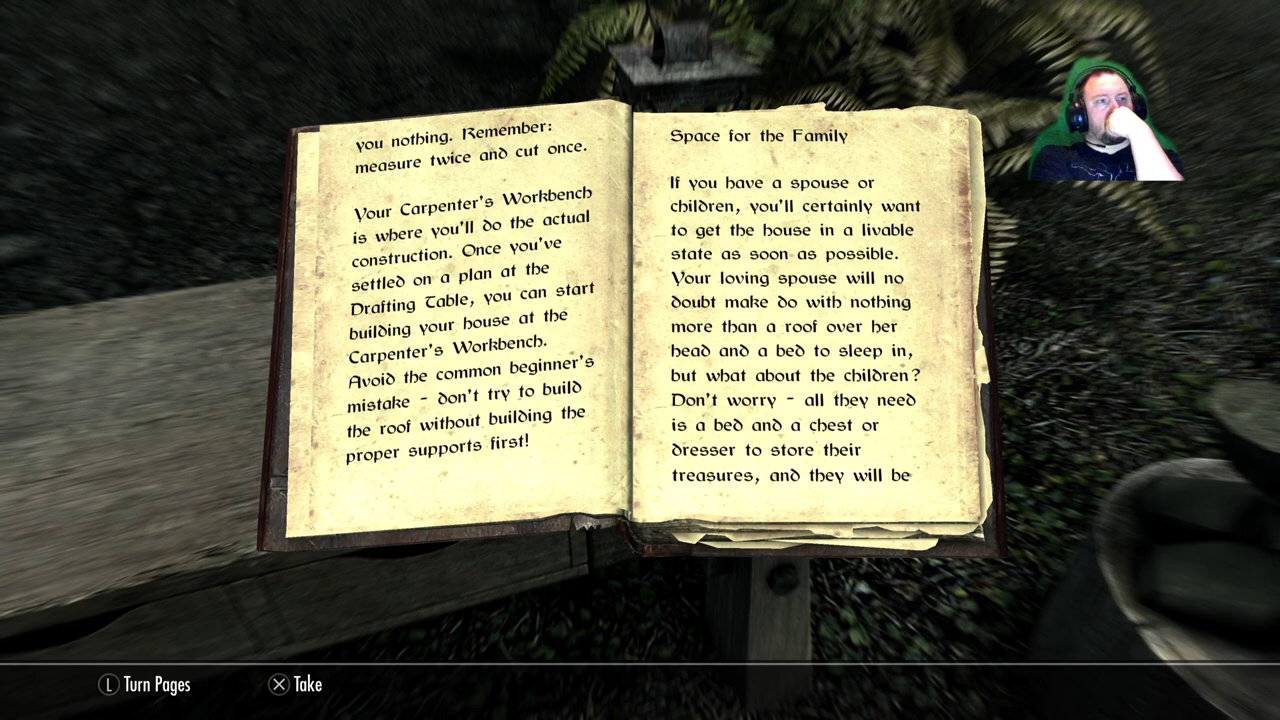 you nothing. Remember:
measure twice and cut once.
Your Carpenter's Workbench
is where you'll do the actual
construction. Once you've
settled on a plan at the
Drafting Table, you can start
building your house at the
Carpenter's Workbench.
Avoid the common beginner's
mistake - don't try to build
the roof without building the
proper supports first!
Space for the Family
If you have a spouse or
children, you'll certainly want
to get the house in a livable
state as soon as possible.
Your loving spouse will no
doubt make do with nothing
more than a roof over her
head and a bed to sleep in,
but what about the children?
Don't worry - all they need
is a bed and a chest or
dresser to store their
treasures, and they will be
L Turn Pages
X Take